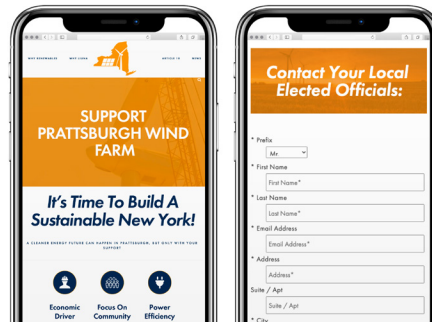 WHY RENEWABLES
WHY LOCAL
ARTICLE 10
NEWS
SUPPORT
PRATTSBURGH WIND
FARM
It's Time To Build A
Sustainable New York!
A CLEANER ENERGY FUTURE CAN HAPPEN IN PRATTSBURGH, BUT ONLY WITH YOUR
SUPPORT
Economic
Driver
Focus On
Community
Power
Efficiency
Contact Your Local
Elected Officials:
* Prefix
Mr.
* First Name
First Name*
* Last Name
Last Name*
* Email Address
Email Address*
* Address
Address*
Suite / Apt
Suite / Apt
* City